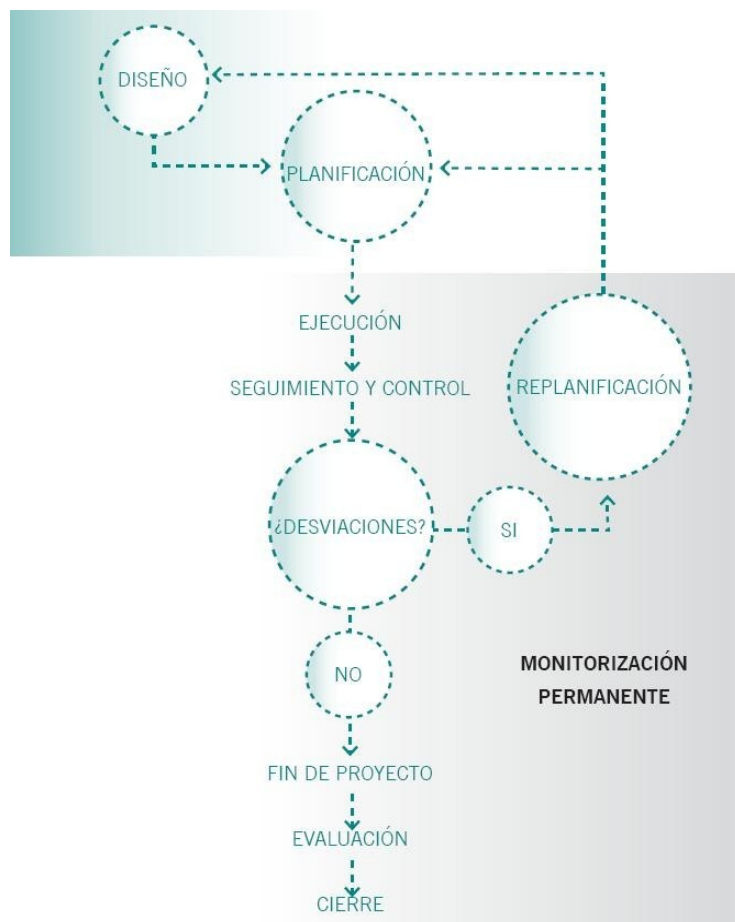 DISEÑO
PLANIFICACIÓN
EJECUCIÓN
SEGUIMIENTO Y CONTROL
REPLANIFICACIÓN
¿DESVIACIONES?
SI
NO
MONITORIZACIÓN
PERMANENTE
FIN DE PROYECTO
EVALUACIÓN
CIERRE